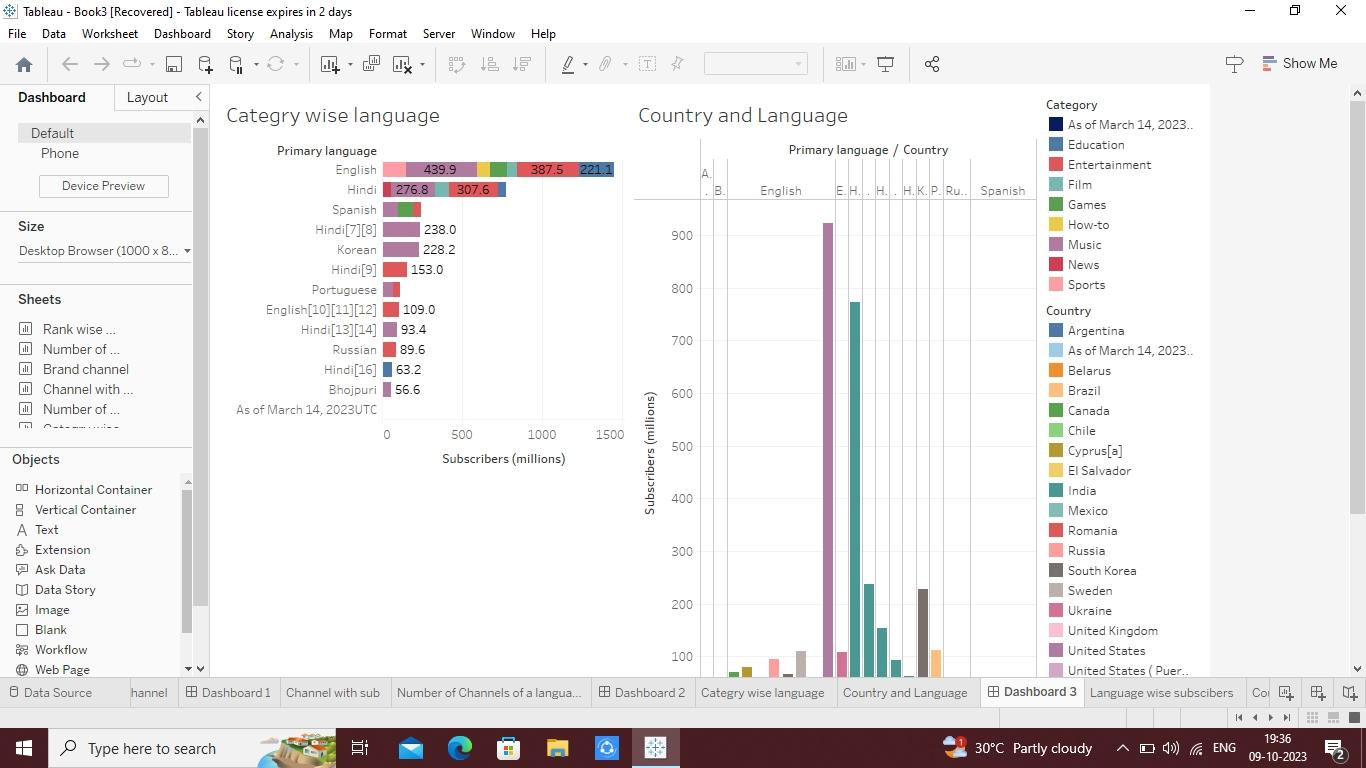 Tableau - Book3 [Recovered] - Tableau license expires in 2 days
File Data Worksheet Dashboard Story Analysis Map Format Server Window Help
Show Me
Dashboard Layout
Default
Phone
Device Preview
Size
Desktop Browser (1000 x 8...
Sheets
Rank wise ...
Number of ...
Brand channel
Channel with ...
Number of ...
Objects
Horizontal Container
Vertical Container
Text
Extension
Ask Data
Data Story
Image
Blank
Workflow
Web Page
Categry wise language
Primary language
English 439.9 387.5 221.1
Hindi 276.8 307.6
Spanish
Hindi[7][8] 238.0
Korean 228.2
Hindi[9] 153.0
Portuguese
English[10][11][12] 109.0
Hindi[13][14] 93.4
Russian 89.6
Hindi[16] 63.2
Bhojpuri 56.6
As of March 14, 2023UTC
0 500 1000 1500
Subscribers (millions)
Country and Language
Primary language / Country
A.. B. English E. H. . H. . H. K. P. Ru.. Spanish
900
800
700
600
500
400
300
200
100
Subscribers (millions)
Category
As of March 14, 2023..
Education
Entertainment
Film
Games
How-to
Music
News
Sports
Country
Argentina
As of March 14, 2023..
Belarus
Brazil
Canada
Chile
Cyprus[a]
El Salvador
India
Mexico
Romania
Russia
South Korea
Sweden
Ukraine
United Kingdom
United States
United States ( Puer..
Data Source hannel Dashboard 1 Channel with sub Number of Channels of a langua... Dashboard 2 Categry wise language Country and Language Dashboard 3 Language wise subscibers Co
Type here to search
1 30°C Partly cloudy ENG 19:36
09-10-2023 2